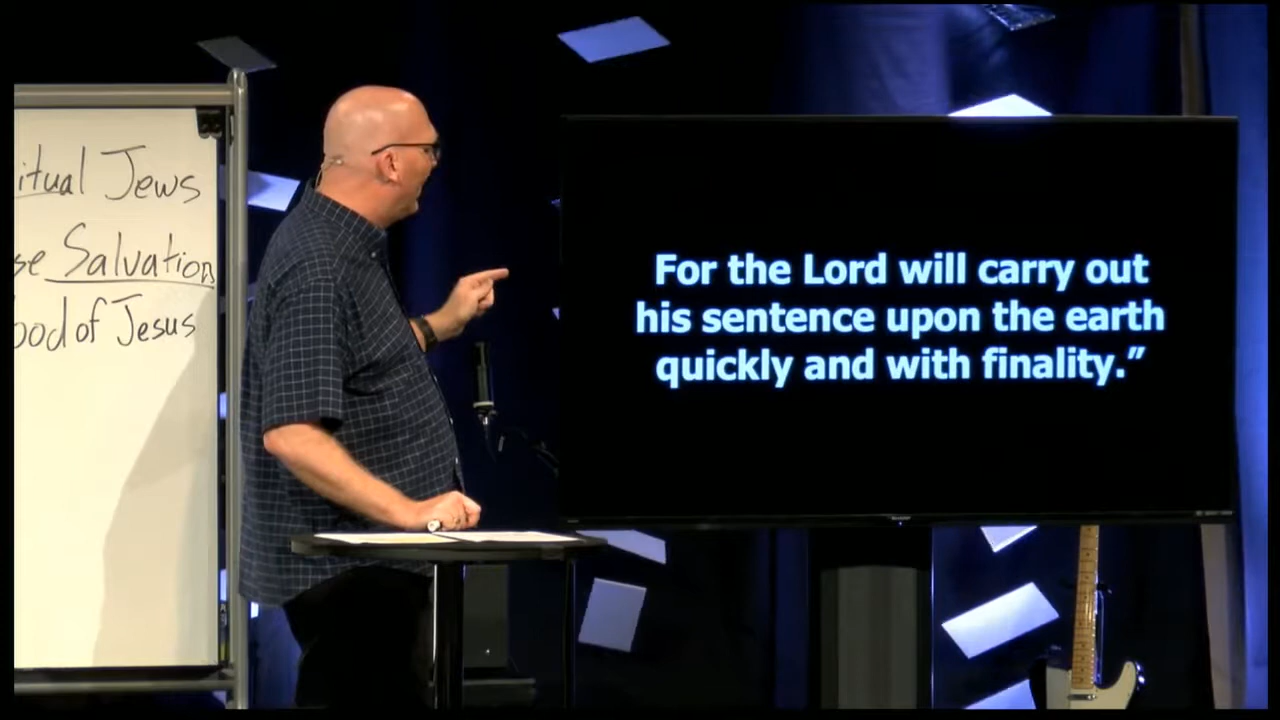 itual Jews
se Salvation
ood of Jesus
For the Lord will carry out
his sentence upon the earth
quickly and with finality.”